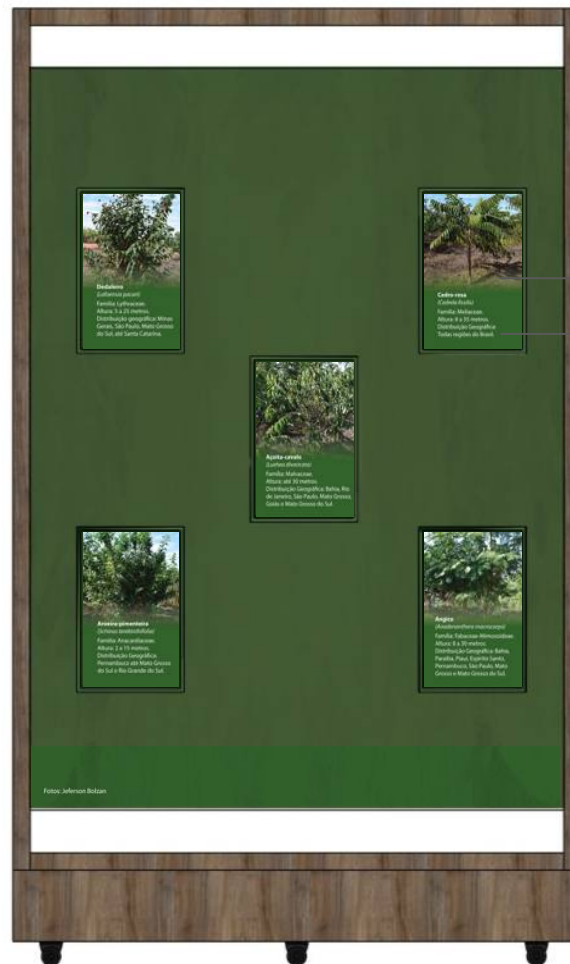 Dedaleiro
(Lafoensia pacari)
Família: Lythraceae.
Altura: 5 a 25 metros.
Distribuição geográfica: Minas
Gerais, São Paulo, Mato Grosso
do Sul, até Santa Catarina.
Cedro-rosa
(Cedrela fissilis)
Família: Meliaceae.
Altura: 8 a 35 metros.
Distribuição Geográfica:
Todas regiões do Brasil.
Açoita-cavalo
(Luehea divaricata)
Família: Malvaceae.
Altura: até 30 metros.
Distribuição Geográfica: Bahia, Rio
de Janeiro, São Paulo, Mato Grosso,
Goiás e Mato Grosso do Sul.
Aroeira-pimenteira
(Schinus terebinthifolia)
Família: Anacardiaceae.
Altura: 2 a 15 metros.
Distribuição Geográfica:
Pernambuco até Mato Grosso
do Sul e Rio Grande do Sul.
Angico
(Anadenanthera macrocarpa)
Família: Fabaceae-Mimosoideae.
Altura: 8 a 20 metros.
Distribuição Geográfica: Bahia,
Paraíba, Piauí, Espírito Santo,
Pernambuco, São Paulo, Mato
Grosso e Mato Grosso do Sul.
Fotos: Jeferson Bolzan